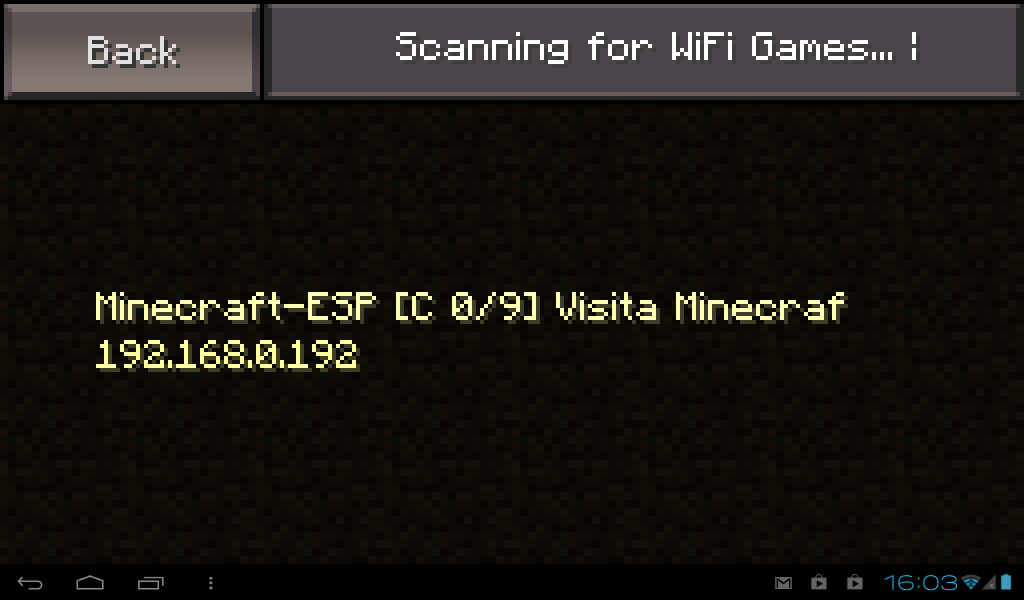 Back
Scanning for WiFi Games... ¦
Minecraft-ESP [C 0/9] Visita Minecraf
192.168.0.192
16:03